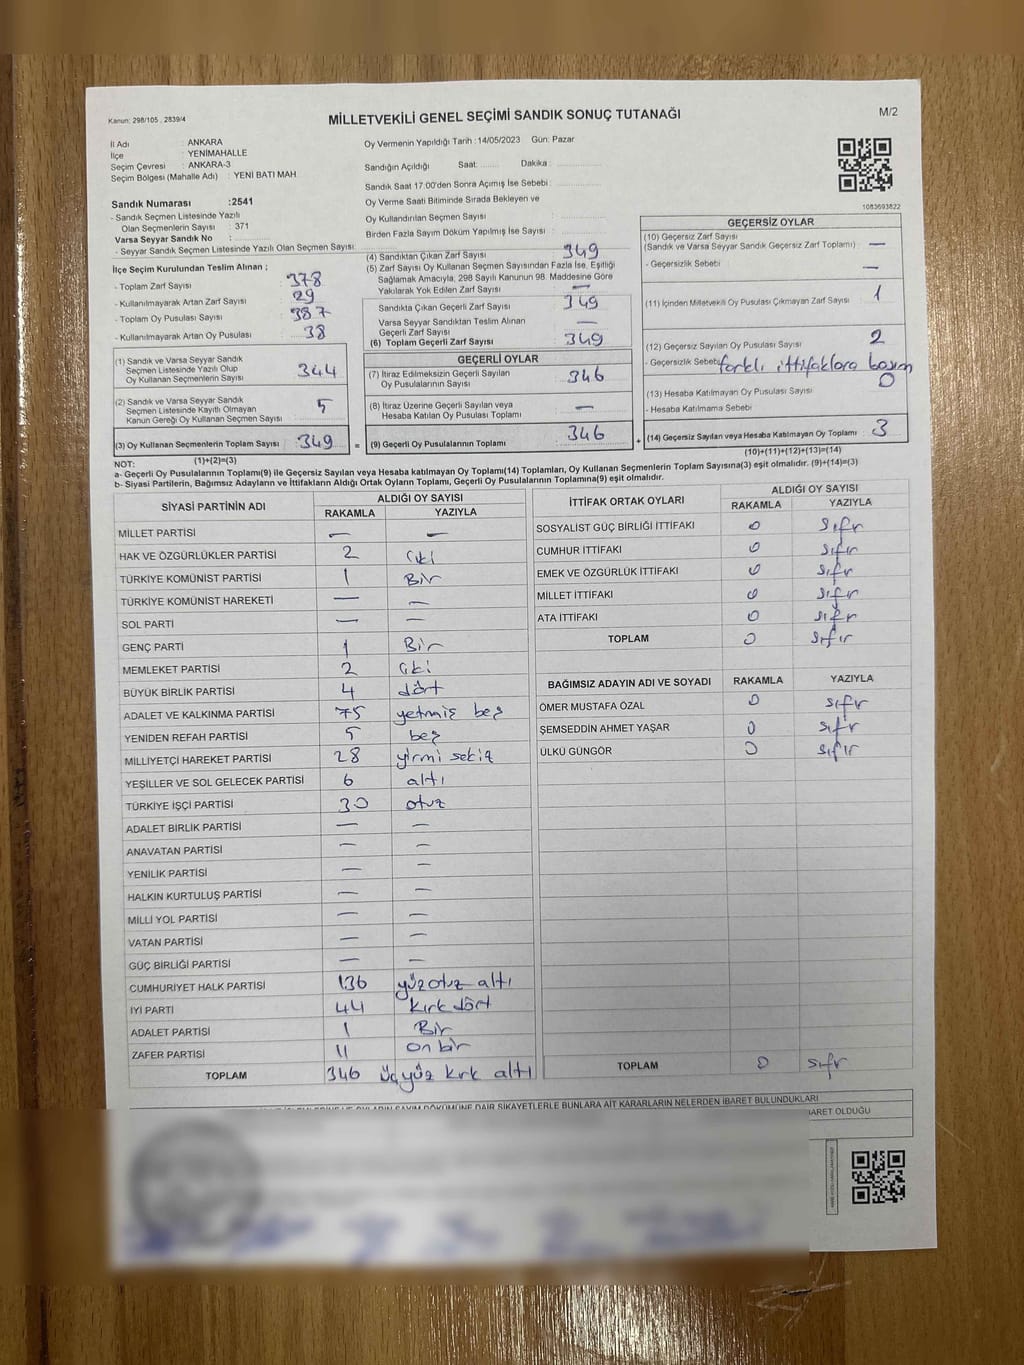 Kanun: 298/105 , 2839/4
MİLLETVEKİLİ GENEL SEÇİMİ SANDIK SONUÇ TUTANAĞI
M/2
İl Adı : ANKARA
İlçe : YENİMAHALLE
Seçim Çevresi : ANKARA-3
Seçim Bölgesi (Mahalle Adı) : YENİ BATI MAH
Sandık Numarası :2541
- Sandık Seçmen Listesinde Yazılı
Olan Seçmenlerin Sayısı : 371
Varsa Seyyar Sandık No :
- Seyyar Sandık Seçmen Listesinde Yazılı Olan Seçmen Sayısı
Oy Vermenin Yapıldığı Tarih :14/05/2023 Gün: Pazar
Sandığın Açıldığı Saat: Dakika :
Sandık Saat 17:00'den Sonra Açımış İse Sebebi :
Oy Verme Saati Bitiminde Sırada Bekleyen ve
Oy Kullandırılan Seçmen Sayısı :
Birden Fazla Sayım Döküm Yapılmış İse Sayısı :
1083693822
İlçe Seçim Kurulundan Teslim Alınan ;
- Toplam Zarf Sayısı : 378
- Kullanılmayarak Artan Zarf Sayısı : 29
- Toplam Oy Pusulası Sayısı : 387
- Kullanılmayarak Artan Oy Pusulası : 38
(1) Sandık ve Varsa Seyyar Sandık
Seçmen Listesinde Yazılı Olup
Oy Kullanan Seçmenlerin Sayısı : 344
(2) Sandık ve Varsa Seyyar Sandık
Seçmen Listesinde Kayıtlı Olmayan
Kanun Gereği Oy Kullanan Seçmen Sayısı : 5
(3) Oy Kullanan Seçmenlerin Toplam Sayısı : 349
(1)+(2)=(3)
(4) Sandıktan Çıkan Zarf Sayısı : 349
(5) Zarf Sayısı Oy Kullanan Seçmen Sayısından Fazla İse, Eşitliği
Sağlamak Amacıyla, 298 Sayılı Kanunun 98. Maddesine Göre
Yakılarak Yok Edilen Zarf Sayısı : —
Sandıkta Çıkan Geçerli Zarf Sayısı : 349
Varsa Seyyar Sandıktan Teslim Alınan
Geçerli Zarf Sayısı : —
(6) Toplam Geçerli Zarf Sayısı : 349
GEÇERLİ OYLAR
(7) İtiraz Edilmeksizin Geçerli Sayılan
Oy Pusulalarının Sayısı : 346
(8) İtiraz Üzerine Geçerli Sayılan veya
Hesaba Katılan Oy Pusulası Toplamı : —
= (9) Geçerli Oy Pusulalarının Toplamı : 346
GEÇERSİZ OYLAR
(10) Geçersiz Zarf Sayısı
(Sandık ve Varsa Seyyar Sandık Geçersiz Zarf Toplamı) : —
- Geçersizlik Sebebi : —
(11) İçinden Milletvekili Oy Pusulası Çıkmayan Zarf Sayısı : 1
(12) Geçersiz Sayılan Oy Pusulası Sayısı : 2
- Geçersizlik Sebebi farklı ittifaklara basım
(13) Hesaba Katılmayan Oy Pusulası Sayısı : 0
- Hesaba Katılmama Sebebi
+ (14) Geçersiz Sayılan veya Hesaba Katılmayan Oy Toplamı : 3
(10)+(11)+(12)+(13)=(14)
NOT:
a- Geçerli Oy Pusulalarının Toplamı(9) ile Geçersiz Sayılan veya Hesaba katılmayan Oy Toplamı(14) Toplamları, Oy Kullanan Seçmenlerin Toplam Sayısına(3) eşit olmalıdır. (9)+(14)=(3)
b- Siyasi Partilerin, Bağımsız Adayların ve İttifakların Aldığı Ortak Oyların Toplamı, Geçerli Oy Pusulalarının Toplamına(9) eşit olmalıdır.
SİYASİ PARTİNİN ADI ALDIĞI OY SAYISI
RAKAMLA YAZIYLA
MİLLET PARTİSİ — —
HAK VE ÖZGÜRLÜKLER PARTİSİ 2 iki
TÜRKİYE KOMÜNİST PARTİSİ 1 Bir
TÜRKİYE KOMÜNİST HAREKETİ — —
SOL PARTİ — —
GENÇ PARTİ 1 Bir
MEMLEKET PARTİSİ 2 iki
BÜYÜK BİRLİK PARTİSİ 4 dört
ADALET VE KALKINMA PARTİSİ 75 yetmiş beş
YENİDEN REFAH PARTİSİ 5 beş
MİLLİYETÇİ HAREKET PARTİSİ 28 yirmi sekiz
YEŞİLLER VE SOL GELECEK PARTİSİ 6 altı
TÜRKİYE İŞÇİ PARTİSİ 30 otuz
ADALET BİRLİK PARTİSİ — —
ANAVATAN PARTİSİ — —
YENİLİK PARTİSİ — —
HALKIN KURTULUŞ PARTİSİ — —
MİLLİ YOL PARTİSİ — —
VATAN PARTİSİ — —
GÜÇ BİRLİĞİ PARTİSİ — —
CUMHURİYET HALK PARTİSİ 136 yüzotuz altı
İYİ PARTİ 44 kırk dört
ADALET PARTİSİ 1 Bir
ZAFER PARTİSİ 11 on bir
TOPLAM 346 üçyüz kırk altı
İTTİFAK ORTAK OYLARI ALDIĞI OY SAYISI
RAKAMLA YAZIYLA
SOSYALİST GÜÇ BİRLİĞİ İTTİFAKI 0 sıfır
CUMHUR İTTİFAKI 0 sıfır
EMEK VE ÖZGÜRLÜK İTTİFAKI 0 sıfır
MİLLET İTTİFAKI 0 sıfır
ATA İTTİFAKI 0 sıfır
TOPLAM 0 sıfır
BAĞIMSIZ ADAYIN ADI VE SOYADI RAKAMLA YAZIYLA
ÖMER MUSTAFA ÖZAL 0 sıfır
ŞEMSEDDİN AHMET YAŞAR 0 sıfır
ÜLKÜ GÜNGÖR 0 sıfır
TOPLAM 0 sıfır
SAYIM DÖKÜMÜNE DAİR ŞİKAYETLERLE BUNLARA AİT KARARLARIN NELERDEN İBARET BULUNDUKLARI
OLDUĞU